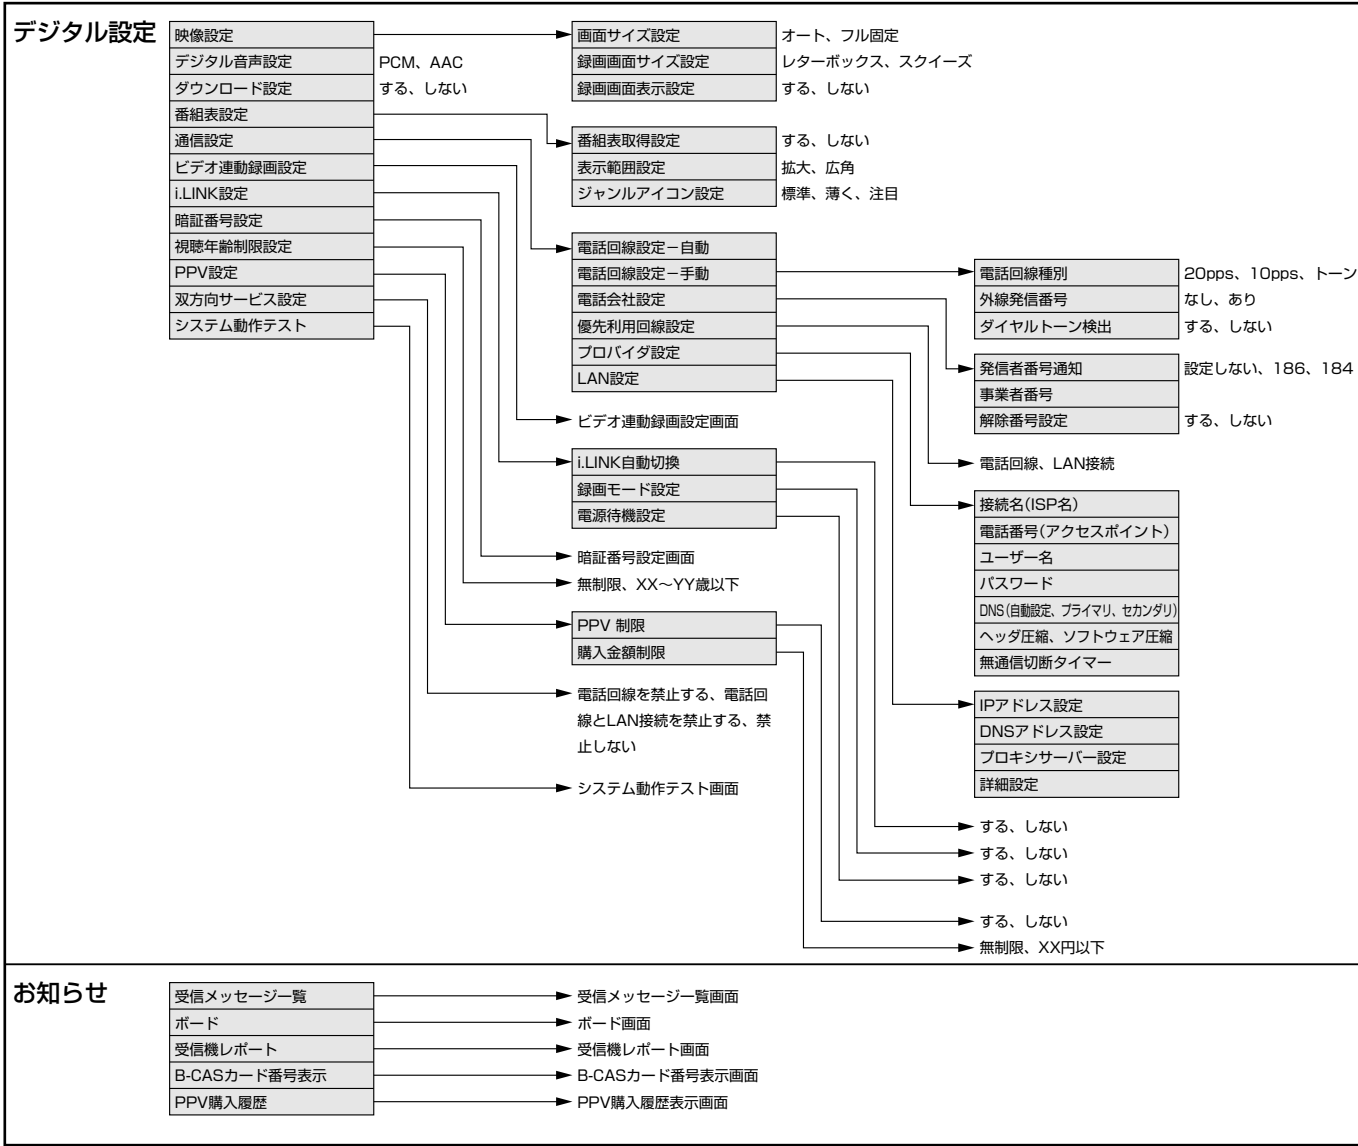 デジタル設定
映像設定
デジタル音声設定 PCM、AAC
ダウンロード設定 する、しない
番組表設定
通信設定
ビデオ連動録画設定
i.LINK設定
暗証番号設定
視聴年齢制限設定
PPV設定
双方向サービス設定
システム動作テスト
画面サイズ設定 オート、フル固定
録画画面サイズ設定 レターボックス、スクイーズ
録画画面表示設定 する、しない
番組表取得設定 する、しない
表示範囲設定 拡大、広角
ジャンルアイコン設定 標準、薄く、注目
電話回線設定－自動
電話回線設定－手動
電話会社設定
優先利用回線設定
プロバイダ設定
LAN設定
ビデオ連動録画設定画面
i.LINK自動切換
録画モード設定
電源待機設定
暗証番号設定画面
無制限、XX〜YY歳以下
PPV 制限
購入金額制限
電話回線を禁止する、電話回
線とLAN接続を禁止する、禁
止しない
システム動作テスト画面
電話回線種別 20pps、10pps、トーン
外線発信番号 なし、あり
ダイヤルトーン検出 する、しない
発信者番号通知 設定しない、186、184
事業者番号
解除番号設定 する、しない
電話回線、LAN接続
接続名(ISP名)
電話番号(アクセスポイント)
ユーザー名
パスワード
DNS(自動設定、プライマリ、セカンダリ)
ヘッダ圧縮、ソフトウェア圧縮
無通信切断タイマー
IPアドレス設定
DNSアドレス設定
プロキシサーバー設定
詳細設定
する、しない
する、しない
する、しない
する、しない
無制限、XX円以下
お知らせ
受信メッセージ一覧 受信メッセージ一覧画面
ボード ボード画面
受信機レポート 受信機レポート画面
B-CASカード番号表示 B-CASカード番号表示画面
PPV購入履歴 PPV購入履歴表示画面